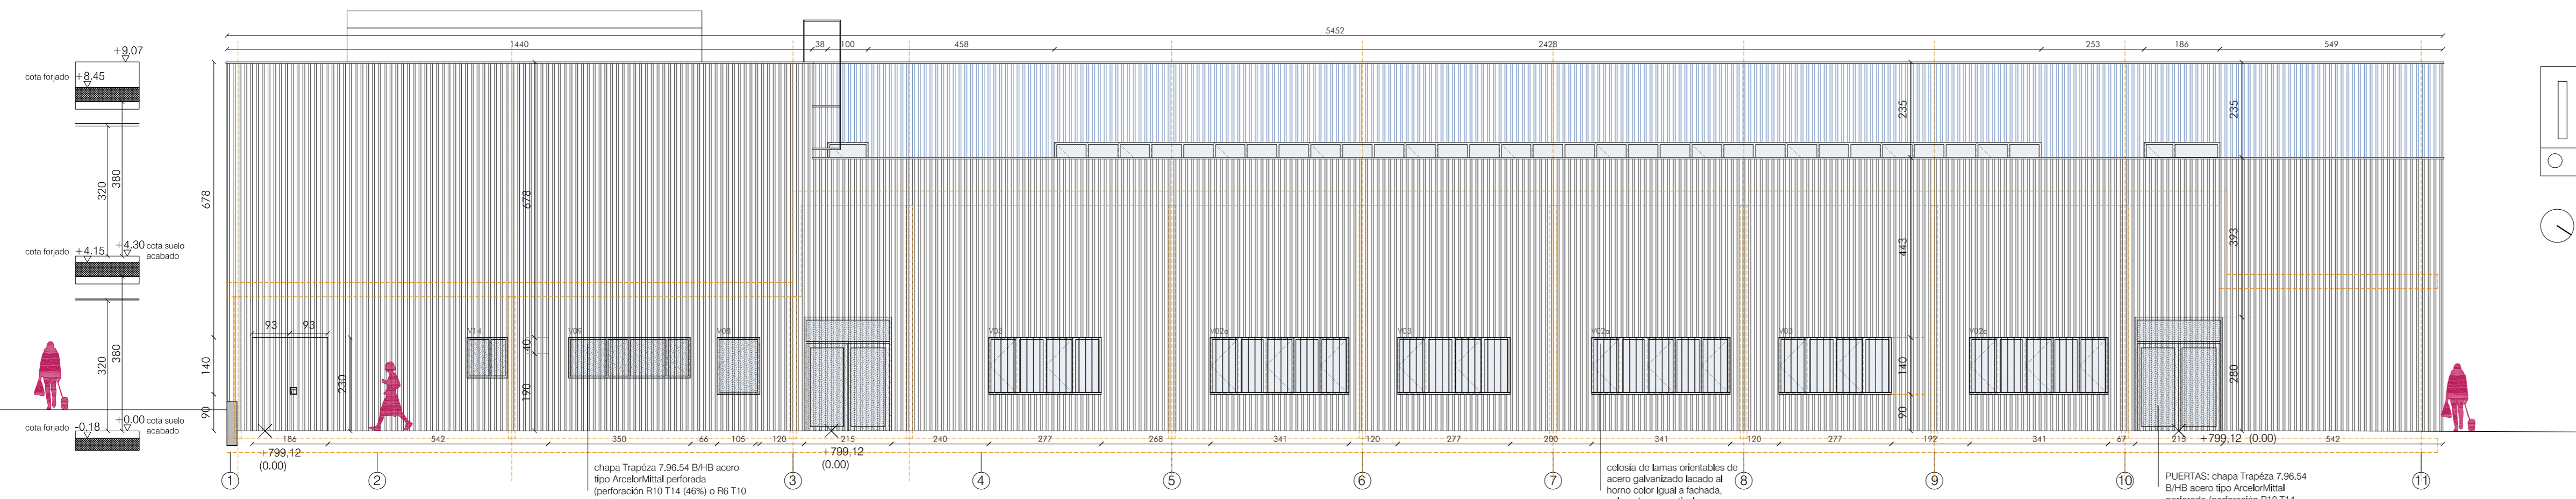 5452
1440
38
100
458
2428
253
186
549
+9,07
cota forjado
+8.45
320
380
678
678
235
235
cota forjado
+4.15
+4.30 cota suelo
acabado
443
393
93
93
V14
V09
V08
V03
V02a
V03
V02a
V03
V02c
320
380
140
90
230
40
190
140
90
280
cota forjado
-0.18
+0.00 cota suelo
acabado
186
542
350
66
105
120
215
240
277
268
341
120
277
200
341
120
277
192
341
67
215
542
+799,12
(0.00)
+799,12
(0.00)
+799,12 (0.00)
1
2
3
4
5
6
7
8
9
10
11
chapa Trapéza 7.96.54 B/HB acero
tipo ArcelorMittal perforada
(perforación R10 T14 (46%) o R6 T10
celosía de lamas orientables de
acero galvanizado lacado al
horno color igual a fachada,
PUERTAS: chapa Trapéza 7.96.54
B/HB acero tipo ArcelorMittal
perforada (perforación R10 T14